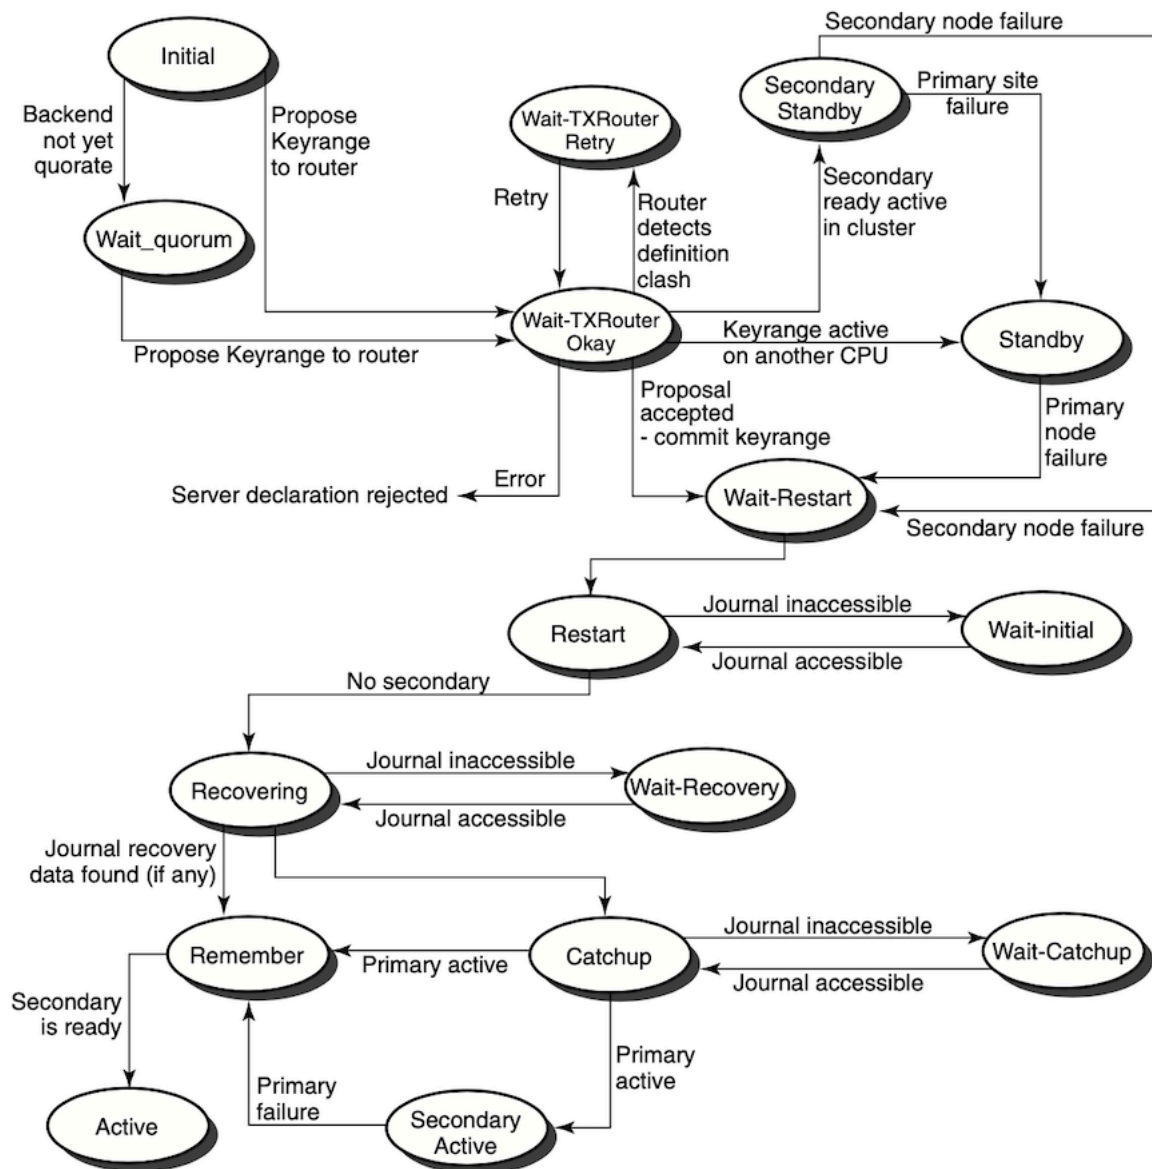 Initial
Backend
not yet
quorate
Propose
Keyrange
to router
Wait_quorum
Propose Keyrange to router
Wait-TXRouter
Retry
Retry
Router
detects
definition
clash
Wait-TXRouter
Okay
Secondary node failure
Secondary
Standby
Primary site
failure
Secondary
ready active
in cluster
Keyrange active
on another CPU
Standby
Proposal
accepted
- commit keyrange
Primary
node
failure
Error
Server declaration rejected
Wait-Restart
Secondary node failure
Restart
Journal inaccessible
Wait-initial
Journal accessible
No secondary
Recovering
Journal inaccessible
Wait-Recovery
Journal accessible
Journal recovery
data found (if any)
Remember
Primary active
Catchup
Journal inaccessible
Wait-Catchup
Journal accessible
Secondary
is ready
Primary
active
Primary
failure
Active
Secondary
Active